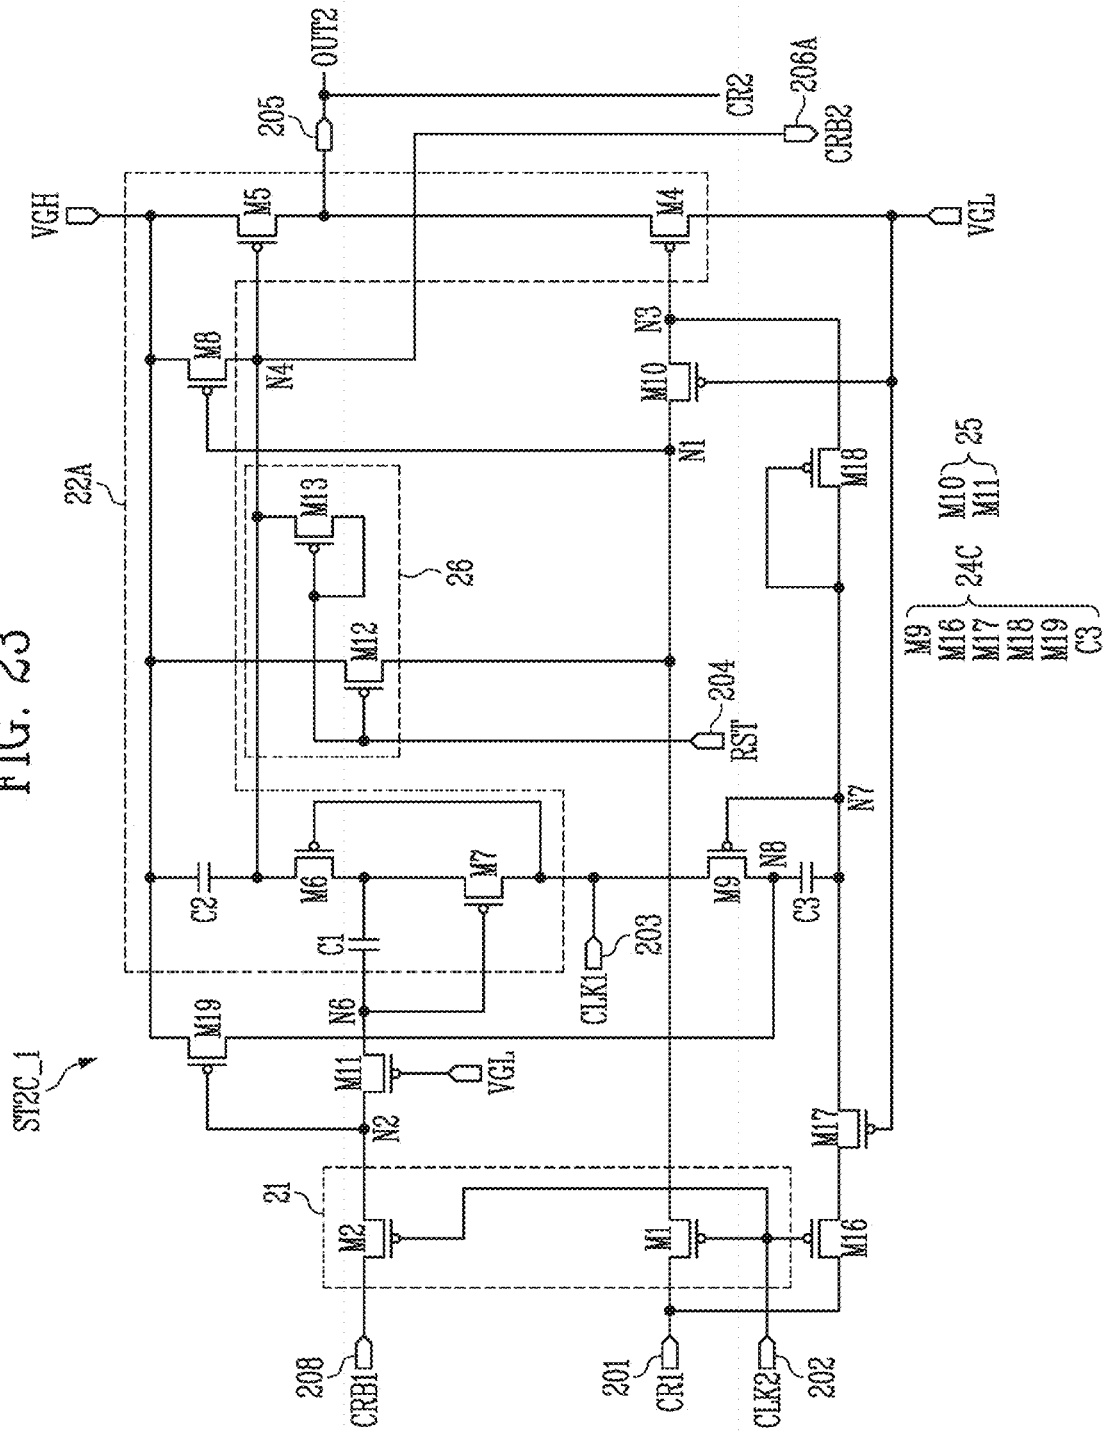 FIG. 23
ST2C_1
22A
VGH
M19
C2
M8
M5
205
OUT2
N4
M6
M13
21
208
CRB1
M2
N2
M11
VGL
N6
C1
M7
M12
26
CLK1
203
RST
204
CR2
206A
CRB2
201
CR1
M1
N1
M10
N3
M4
CLK2
202
M16
M17
M9
N8
C3
N7
M18
VGL
M9
M16
M17
M18
M19
C3
24C
M10
M11
25